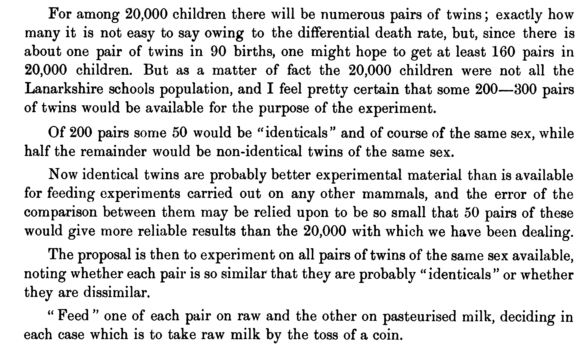 For among 20,000 children there will be numerous pairs of twins; exactly how
many it is not easy to say owing to the differential death rate, but, since there is
about one pair of twins in 90 births, one might hope to get at least 160 pairs in
20,000 children. But as a matter of fact the 20,000 children were not all the
Lanarkshire schools population, and I feel pretty certain that some 200—300 pairs
of twins would be available for the purpose of the experiment.
Of 200 pairs some 50 would be “identicals” and of course of the same sex, while
half the remainder would be non-identical twins of the same sex.
Now identical twins are probably better experimental material than is available
for feeding experiments carried out on any other mammals, and the error of the
comparison between them may be relied upon to be so small that 50 pairs of these
would give more reliable results than the 20,000 with which we have been dealing.
The proposal is then to experiment on all pairs of twins of the same sex available,
noting whether each pair is so similar that they are probably “identicals” or whether
they are dissimilar.
“Feed” one of each pair on raw and the other on pasteurised milk, deciding in
each case which is to take raw milk by the toss of a coin.